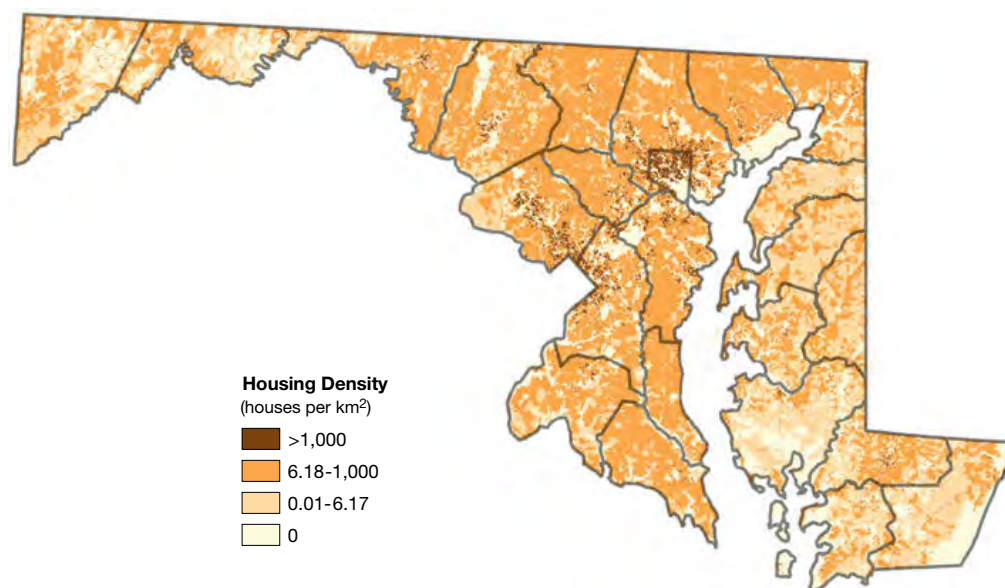 Housing Density
(houses per km²)
>1,000
6.18-1,000
0.01-6.17
0